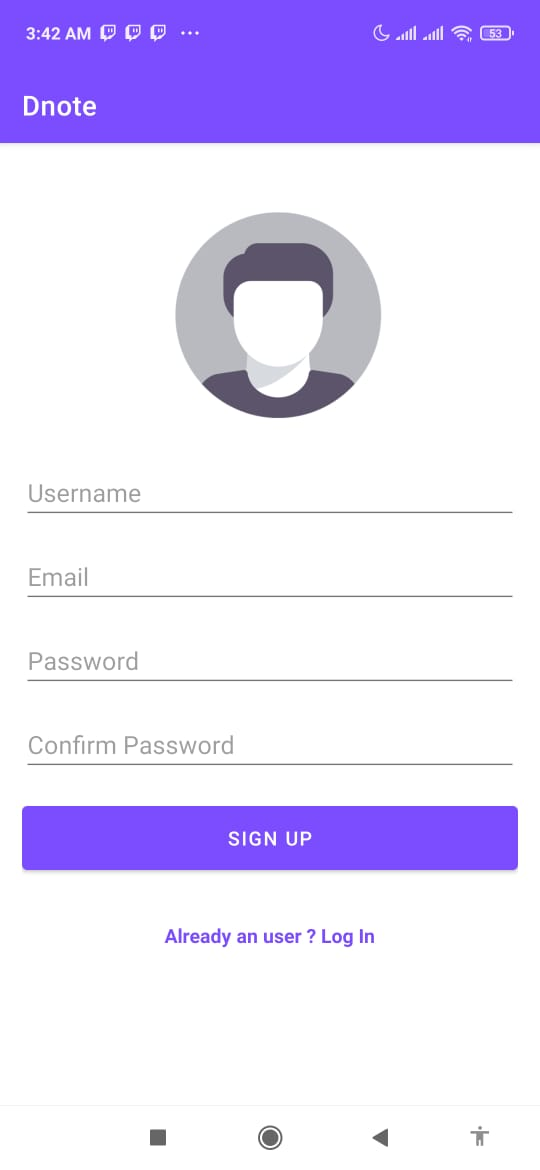 3:42 AM ... 53
Dnote
Username
Email
Password
Confirm Password
SIGN UP
Already an user ? Log In